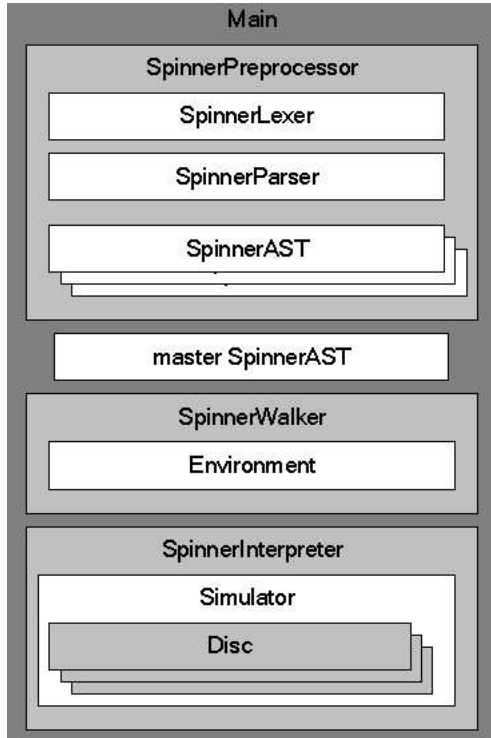 Main
SpinnerPreprocessor
SpinnerLexer
SpinnerParser
SpinnerAST
master SpinnerAST
SpinnerWalker
Environment
SpinnerInterpreter
Simulator
Disc